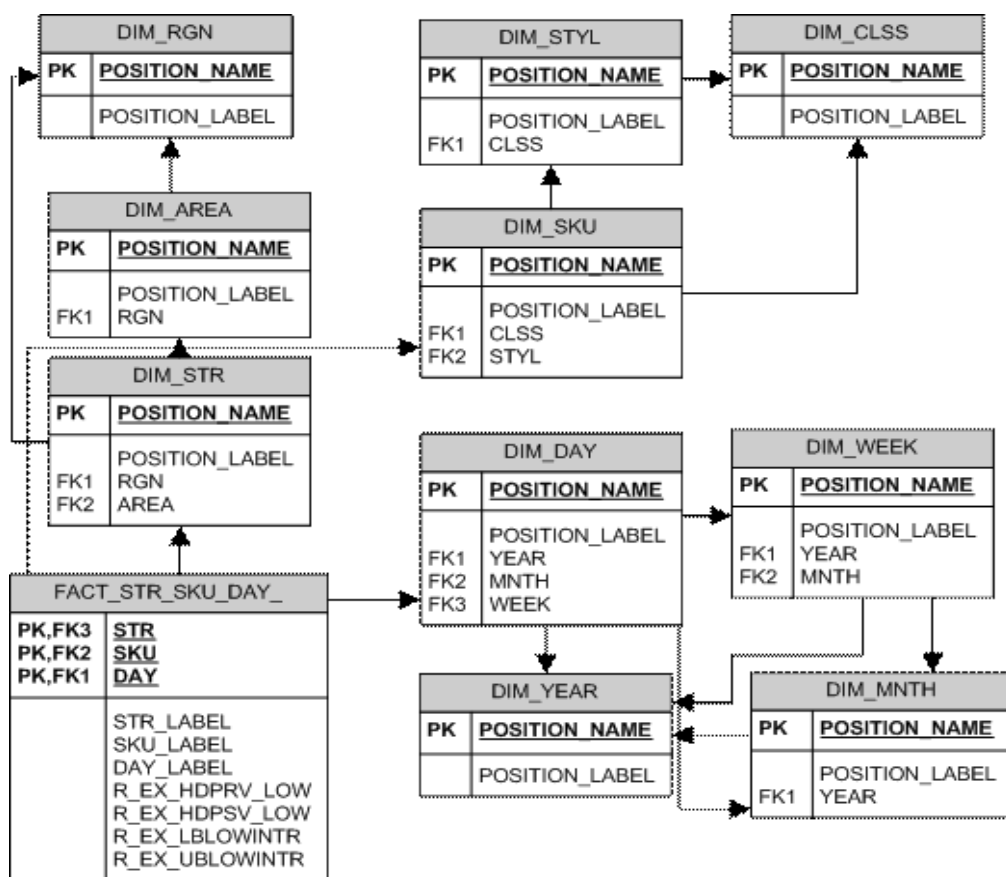 DIM_RGN
PK POSITION_NAME
POSITION_LABEL
DIM_STYL
PK POSITION_NAME
POSITION_LABEL
FK1 CLSS
DIM_CLSS
PK POSITION_NAME
POSITION_LABEL
DIM_AREA
PK POSITION_NAME
POSITION_LABEL
FK1 RGN
DIM_SKU
PK POSITION_NAME
POSITION_LABEL
FK1 CLSS
FK2 STYL
DIM_STR
PK POSITION_NAME
POSITION_LABEL
FK1 RGN
FK2 AREA
DIM_DAY
PK POSITION_NAME
POSITION_LABEL
FK1 YEAR
FK2 MNTH
FK3 WEEK
DIM_WEEK
PK POSITION_NAME
POSITION_LABEL
FK1 YEAR
FK2 MNTH
FACT_STR_SKU_DAY_
PK,FK3 STR
PK,FK2 SKU
PK,FK1 DAY
STR_LABEL
SKU_LABEL
DAY_LABEL
R_EX_HDPRV_LOW
R_EX_HDPSV_LOW
R_EX_LBLOWINTR
R_EX_UBLOWINTR
DIM_YEAR
PK POSITION_NAME
POSITION_LABEL
DIM_MNTH
PK POSITION_NAME
POSITION_LABEL
FK1 YEAR